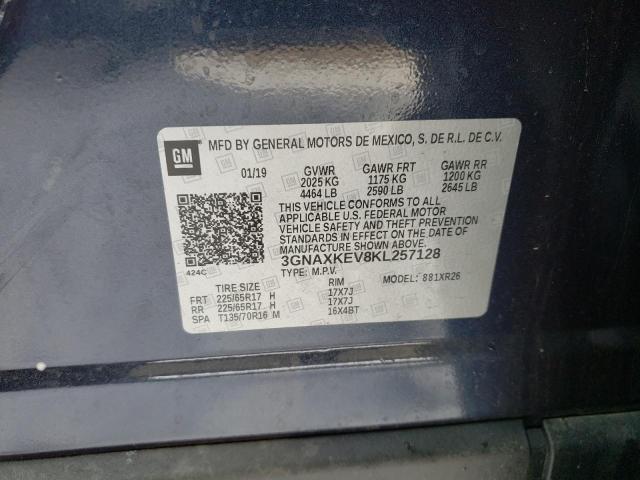 GM
MFD BY GENERAL MOTORS DE MEXICO, S. DE R.L. DE C.V.
01/19 GVWR GAWR FRT GAWR RR
2025 KG 1175 KG 1200 KG
4464 LB 2590 LB 2645 LB
THIS VEHICLE CONFORMS TO ALL
APPLICABLE U.S. FEDERAL MOTOR
VEHICLE SAFETY AND THEFT PREVENTION
STANDARDS IN EFFECT ON THE DATE OF
MANUFACTURE SHOWN ABOVE.
3GNAXKEV8KL257128
424C
TYPE: M.P.V. MODEL: 881XR26
TIRE SIZE RIM
FRT 225/65R17 H 17X7J
RR 225/65R17 H 17X7J
SPA T135/70R16 M 16X4BT